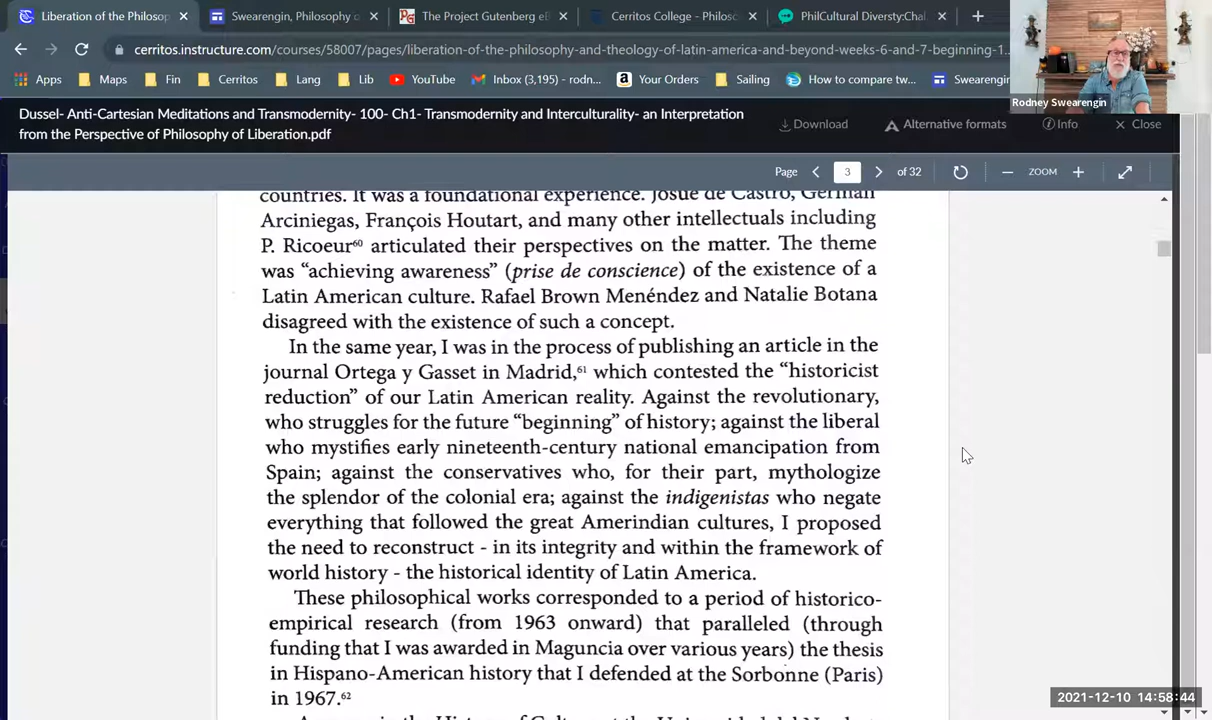 Liberation of the Philosop
Swearengin, Philosophy o
The Project Gutenberg eB
Cerritos College - Philosc
PhilCultural Diversty:Chal
cerritos.instructure.com/courses/58007/pages/liberation-of-the-philosophy-and-theology-of-latin-america-and-beyond-weeks-6-and-7-beginning-1...
Apps Maps Fin Cerritos Lang Lib YouTube Inbox (3,195) - rodn... Your Orders Sailing How to compare tw... Swearengin
Rodney Swearengin
Dussel- Anti-Cartesian Meditations and Transmodernity- 100- Ch1- Transmodernity and Interculturality- an Interpretation
from the Perspective of Philosophy of Liberation.pdf
Download Alternative formats Info Close
Page 3 of 32 ZOOM
countries. It was a foundational experience. Josué de Castro, Germán
Arciniegas, François Houtart, and many other intellectuals including
P. Ricoeur60 articulated their perspectives on the matter. The theme
was “achieving awareness” (prise de conscience) of the existence of a
Latin American culture. Rafael Brown Menéndez and Natalie Botana
disagreed with the existence of such a concept.
In the same year, I was in the process of publishing an article in the
journal Ortega y Gasset in Madrid,61 which contested the “historicist
reduction” of our Latin American reality. Against the revolutionary,
who struggles for the future “beginning” of history; against the liberal
who mystifies early nineteenth-century national emancipation from
Spain; against the conservatives who, for their part, mythologize
the splendor of the colonial era; against the indigenistas who negate
everything that followed the great Amerindian cultures, I proposed
the need to reconstruct - in its integrity and within the framework of
world history - the historical identity of Latin America.
These philosophical works corresponded to a period of historico-
empirical research (from 1963 onward) that paralleled (through
funding that I was awarded in Maguncia over various years) the thesis
in Hispano-American history that I defended at the Sorbonne (Paris)
in 1967.62
2021-12-10 14:58:44